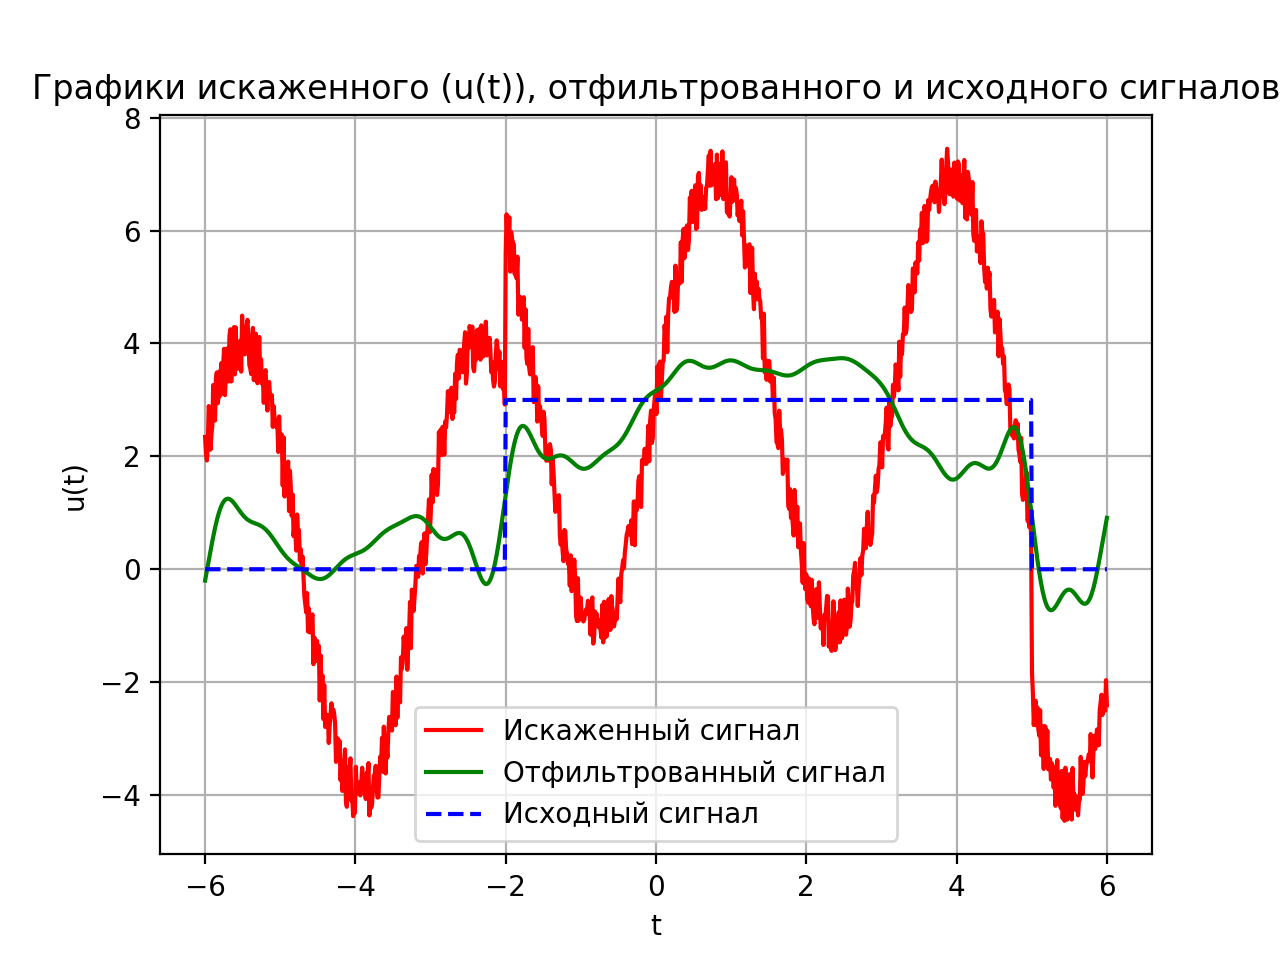 Графики искаженного (u(t)), отфильтрованного и исходного сигналов
8
6
4
2
0
−2
−4
u(t)
Искаженный сигнал
Отфильтрованный сигнал
Исходный сигнал
−6
−4
−2
0
2
4
6
t